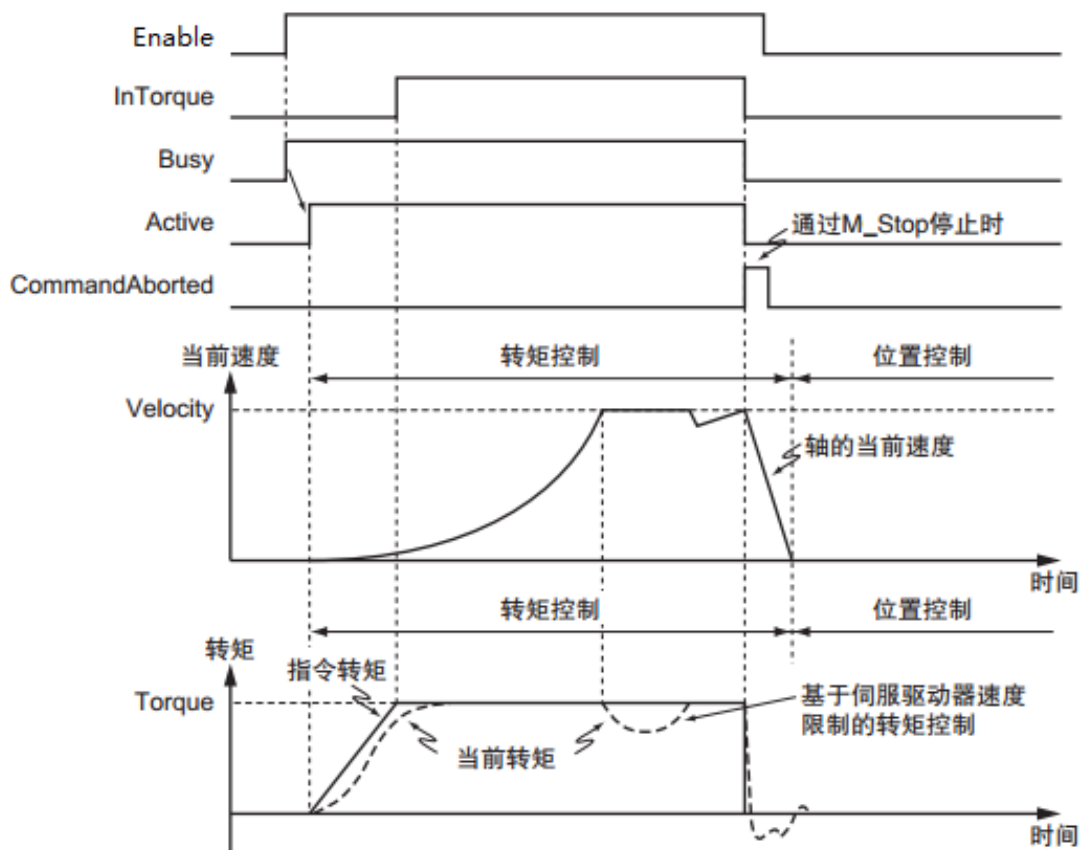 Enable
InTorque
Busy
Active
通过M_Stop停止时
CommandAborted
当前速度
转矩控制
位置控制
Velocity
轴的当前速度
时间
转矩控制
位置控制
转矩
指令转矩
Torque
基于伺服驱动器速度
限制的转矩控制
当前转矩
时间